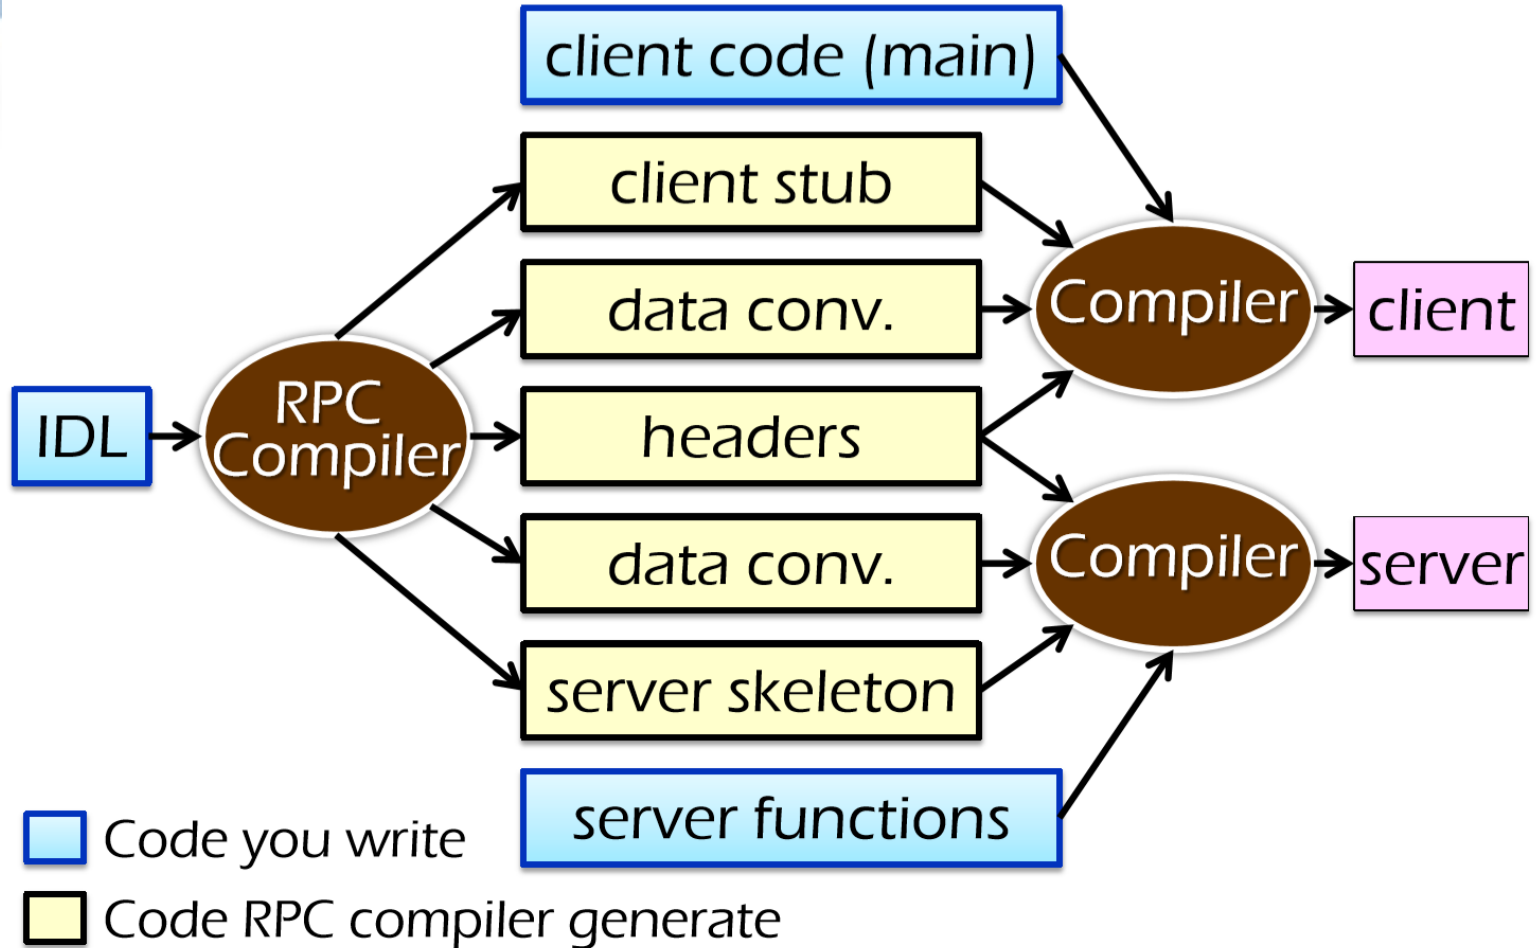 client code (main)
client stub
data conv.
headers
data conv.
server skeleton
server functions
IDL
RPC
Compiler
Compiler
client
Compiler
server
Code you write
Code RPC compiler generate